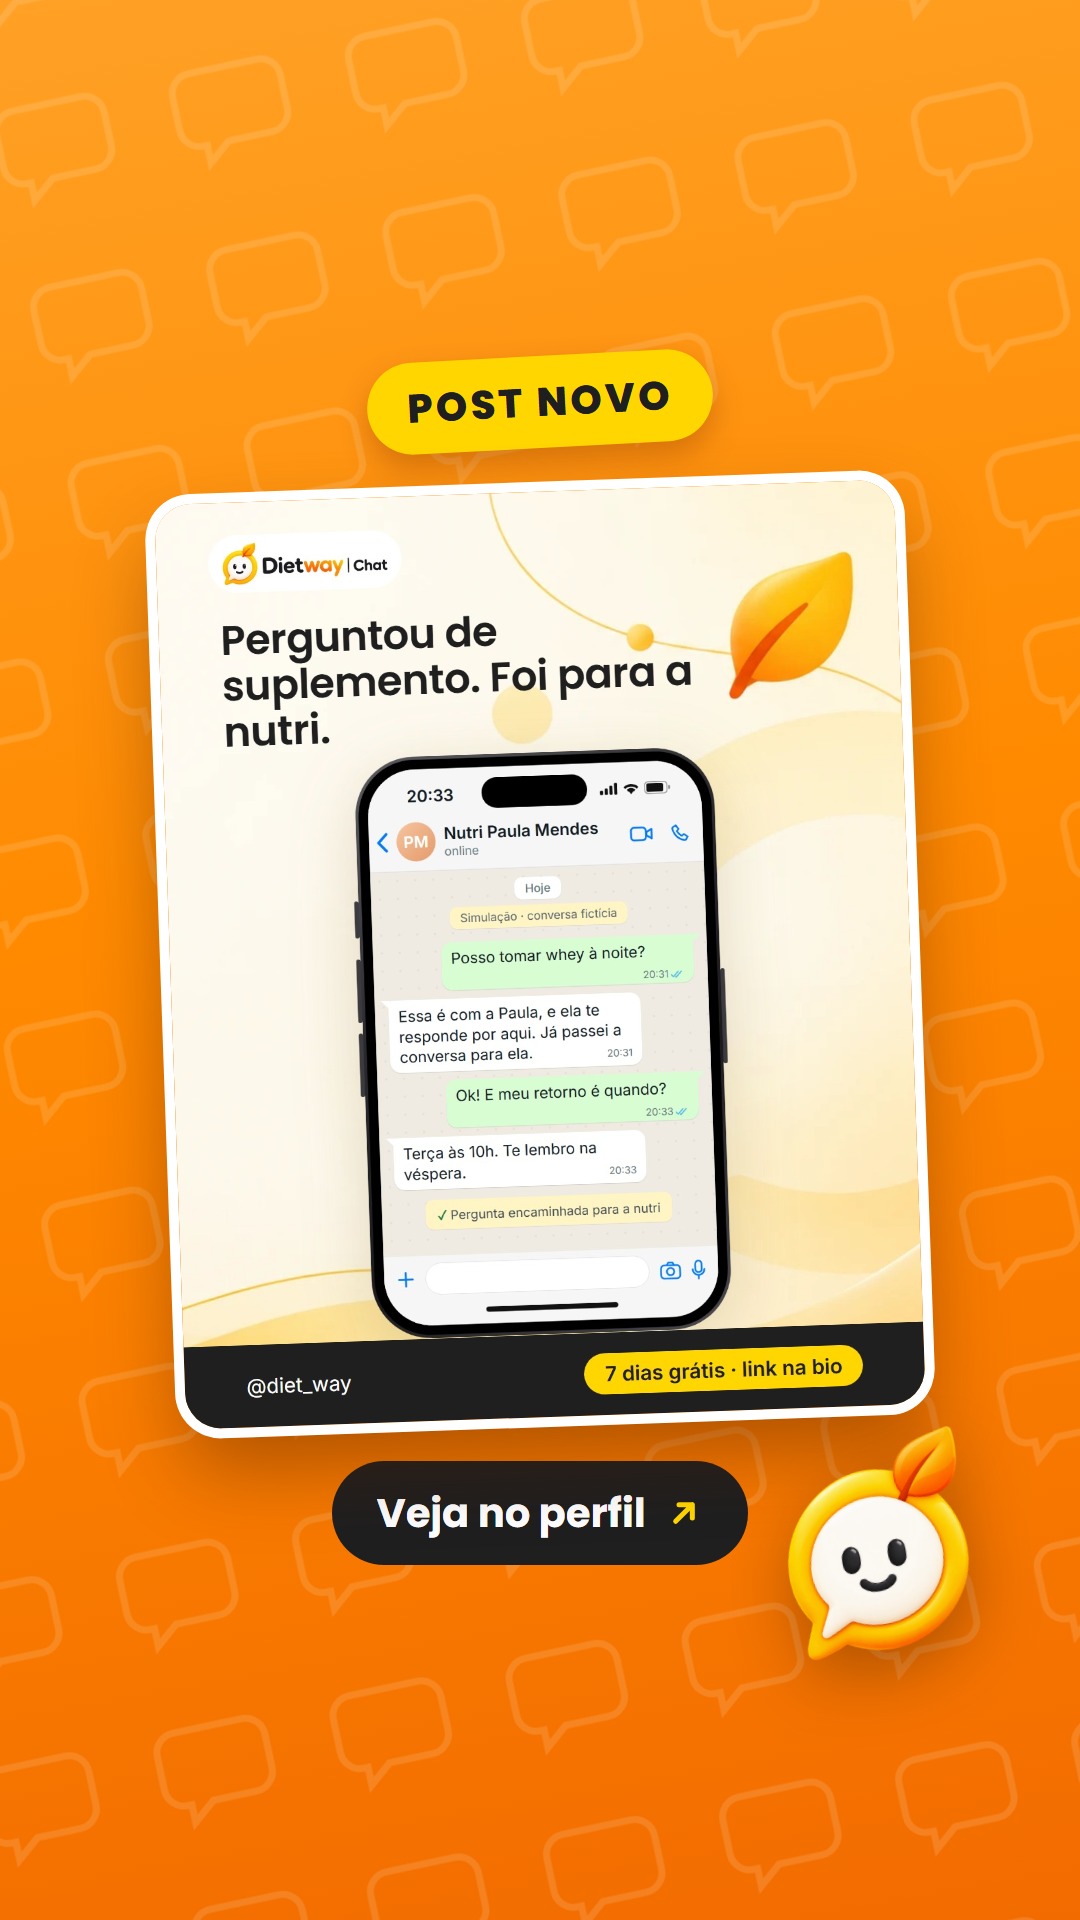 POST NOVO
Dietway | Chat
Perguntou de
suplemento. Foi para a
nutri.
20:33
PM
Nutri Paula Mendes
online
Hoje
Simulação · conversa fictícia
Posso tomar whey à noite?
20:31
Essa é com a Paula, e ela te
responde por aqui. Já passei a
conversa para ela.
20:31
Ok! E meu retorno é quando?
20:33
Terça às 10h. Te lembro na
véspera.
20:33
✓ Pergunta encaminhada para a nutri
@diet_way
7 dias grátis · link na bio
Veja no perfil